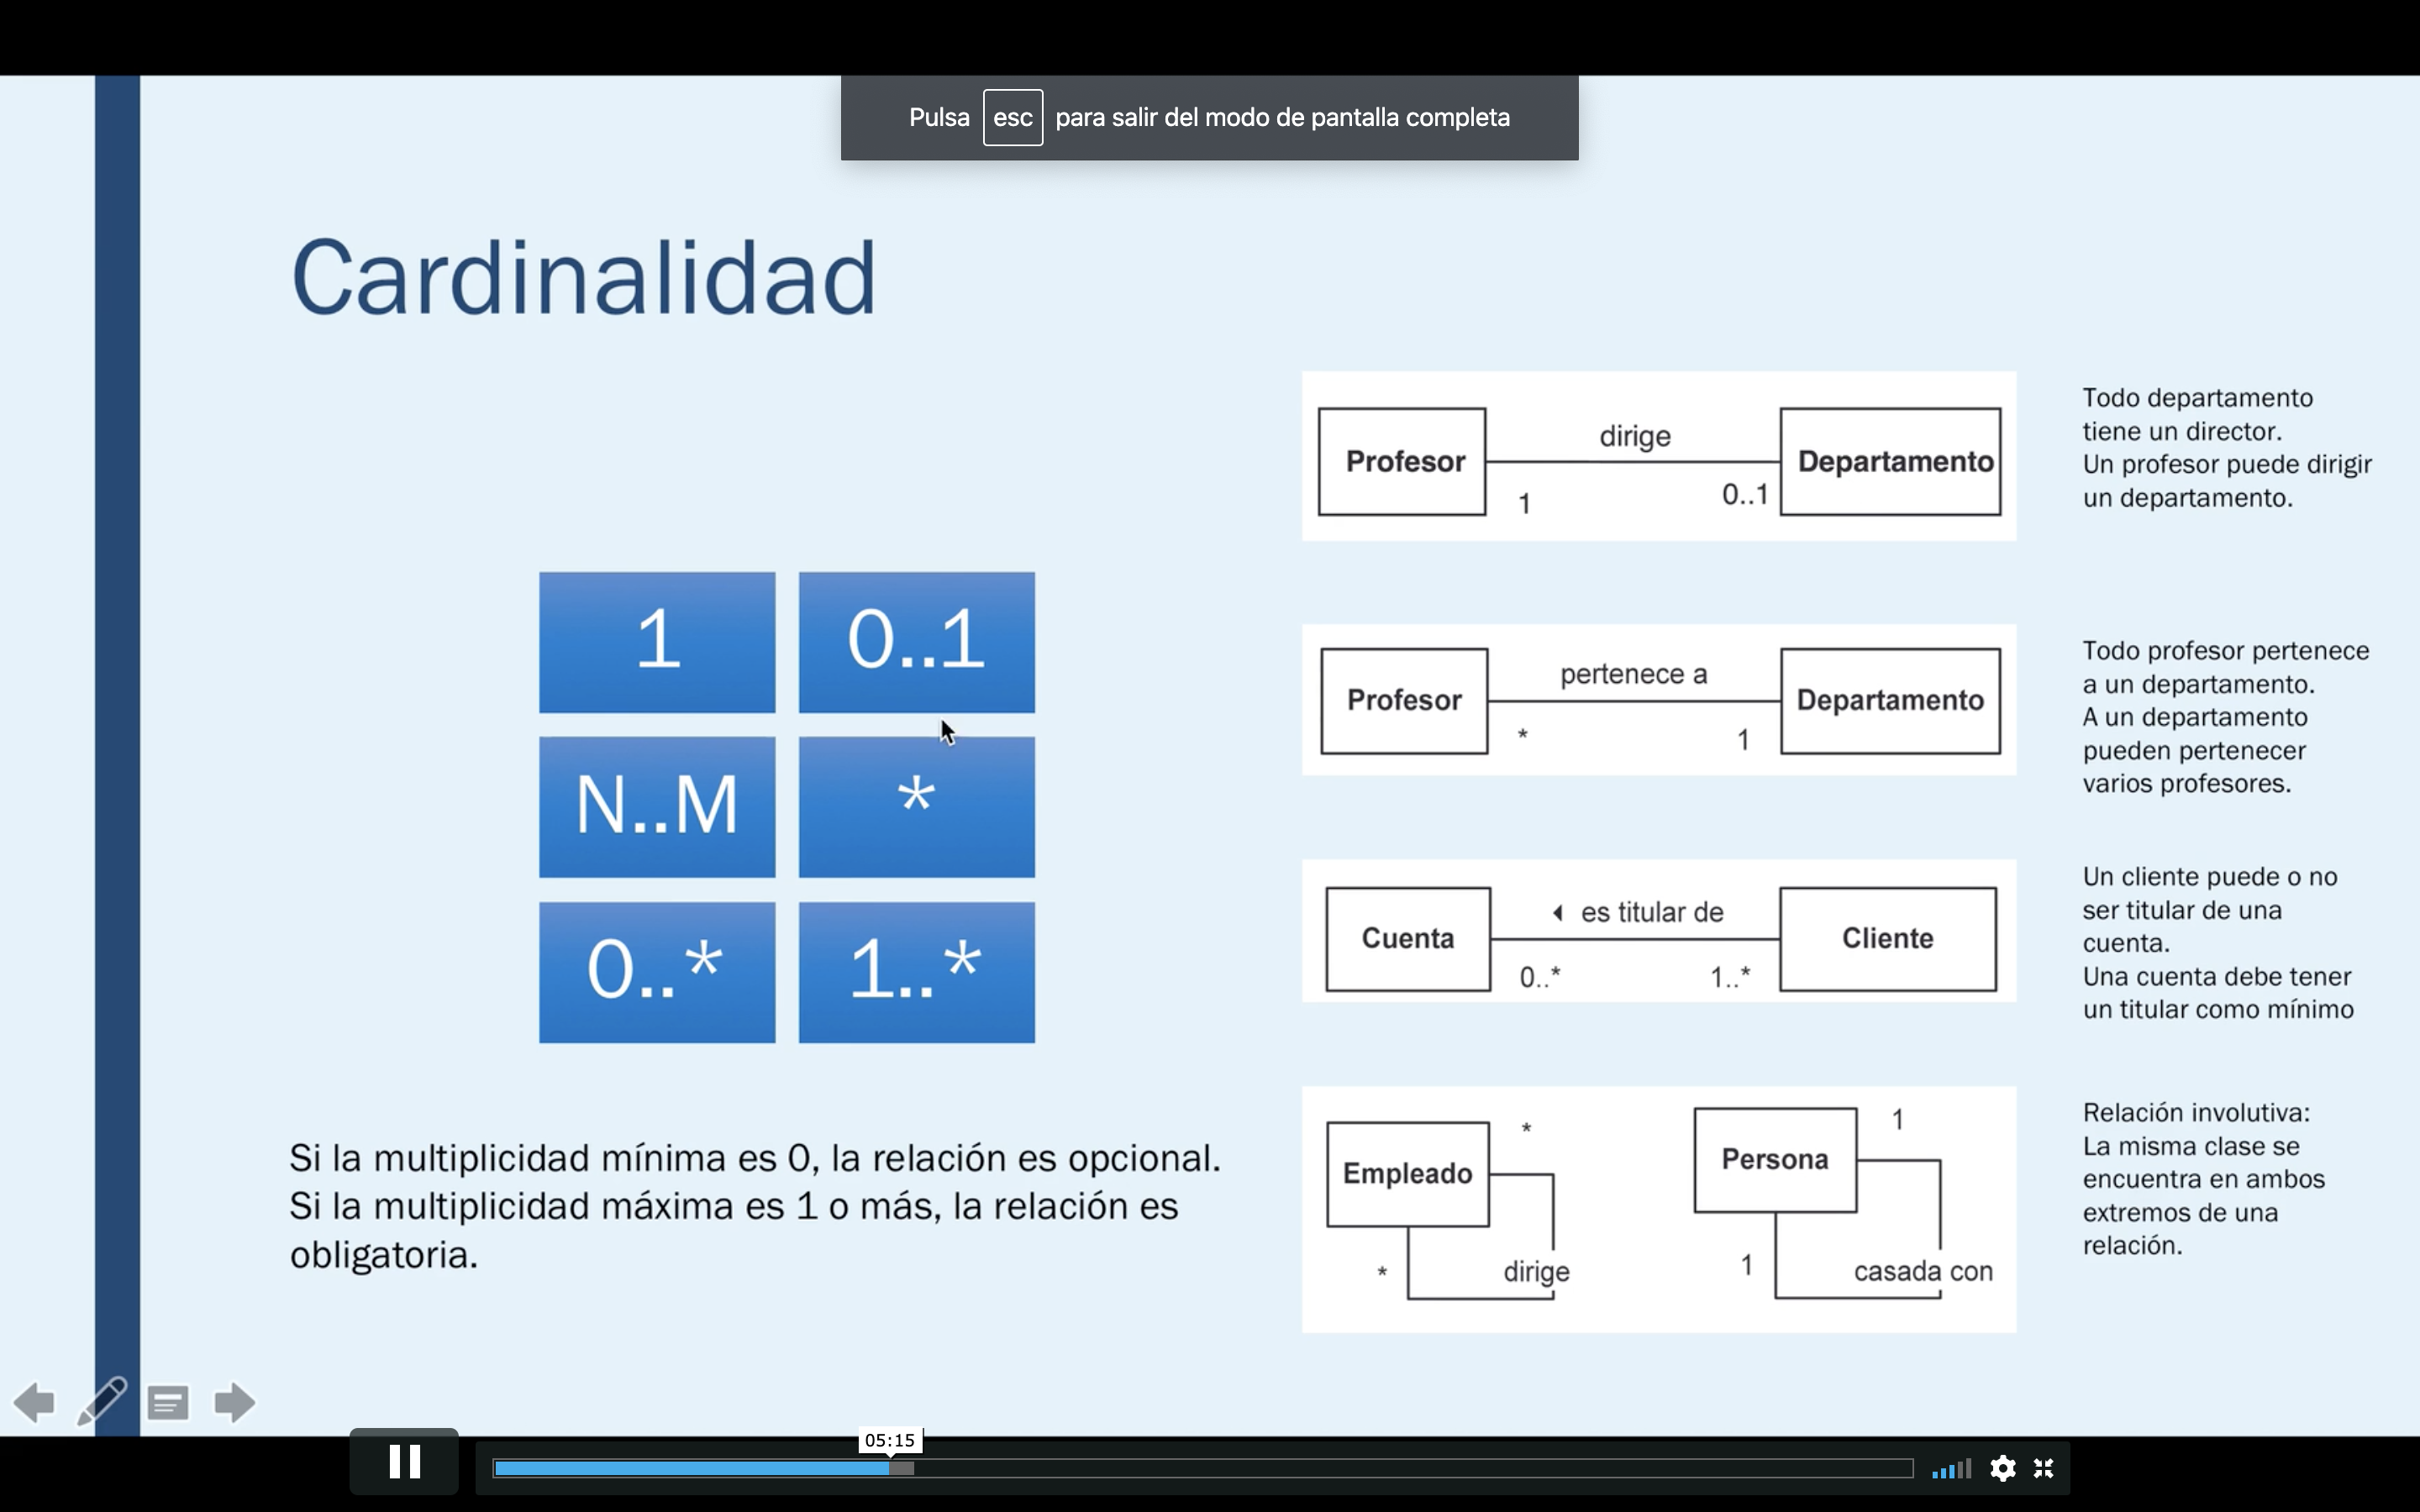 Pulsa esc para salir del modo de pantalla completa
Cardinalidad
1
0..1
N..M
*
0..*
1..*
Si la multiplicidad mínima es 0, la relación es opcional.
Si la multiplicidad máxima es 1 o más, la relación es
obligatoria.
Profesor
dirige
Departamento
1
0..1
Todo departamento
tiene un director.
Un profesor puede dirigir
un departamento.
Profesor
pertenece a
Departamento
*
1
Todo profesor pertenece
a un departamento.
A un departamento
pueden pertenecer
varios profesores.
Cuenta
es titular de
Cliente
0..*
1..*
Un cliente puede o no
ser titular de una
cuenta.
Una cuenta debe tener
un titular como mínimo
Empleado
*
*
dirige
Persona
1
1
casada con
Relación involutiva:
La misma clase se
encuentra en ambos
extremos de una
relación.
05:15